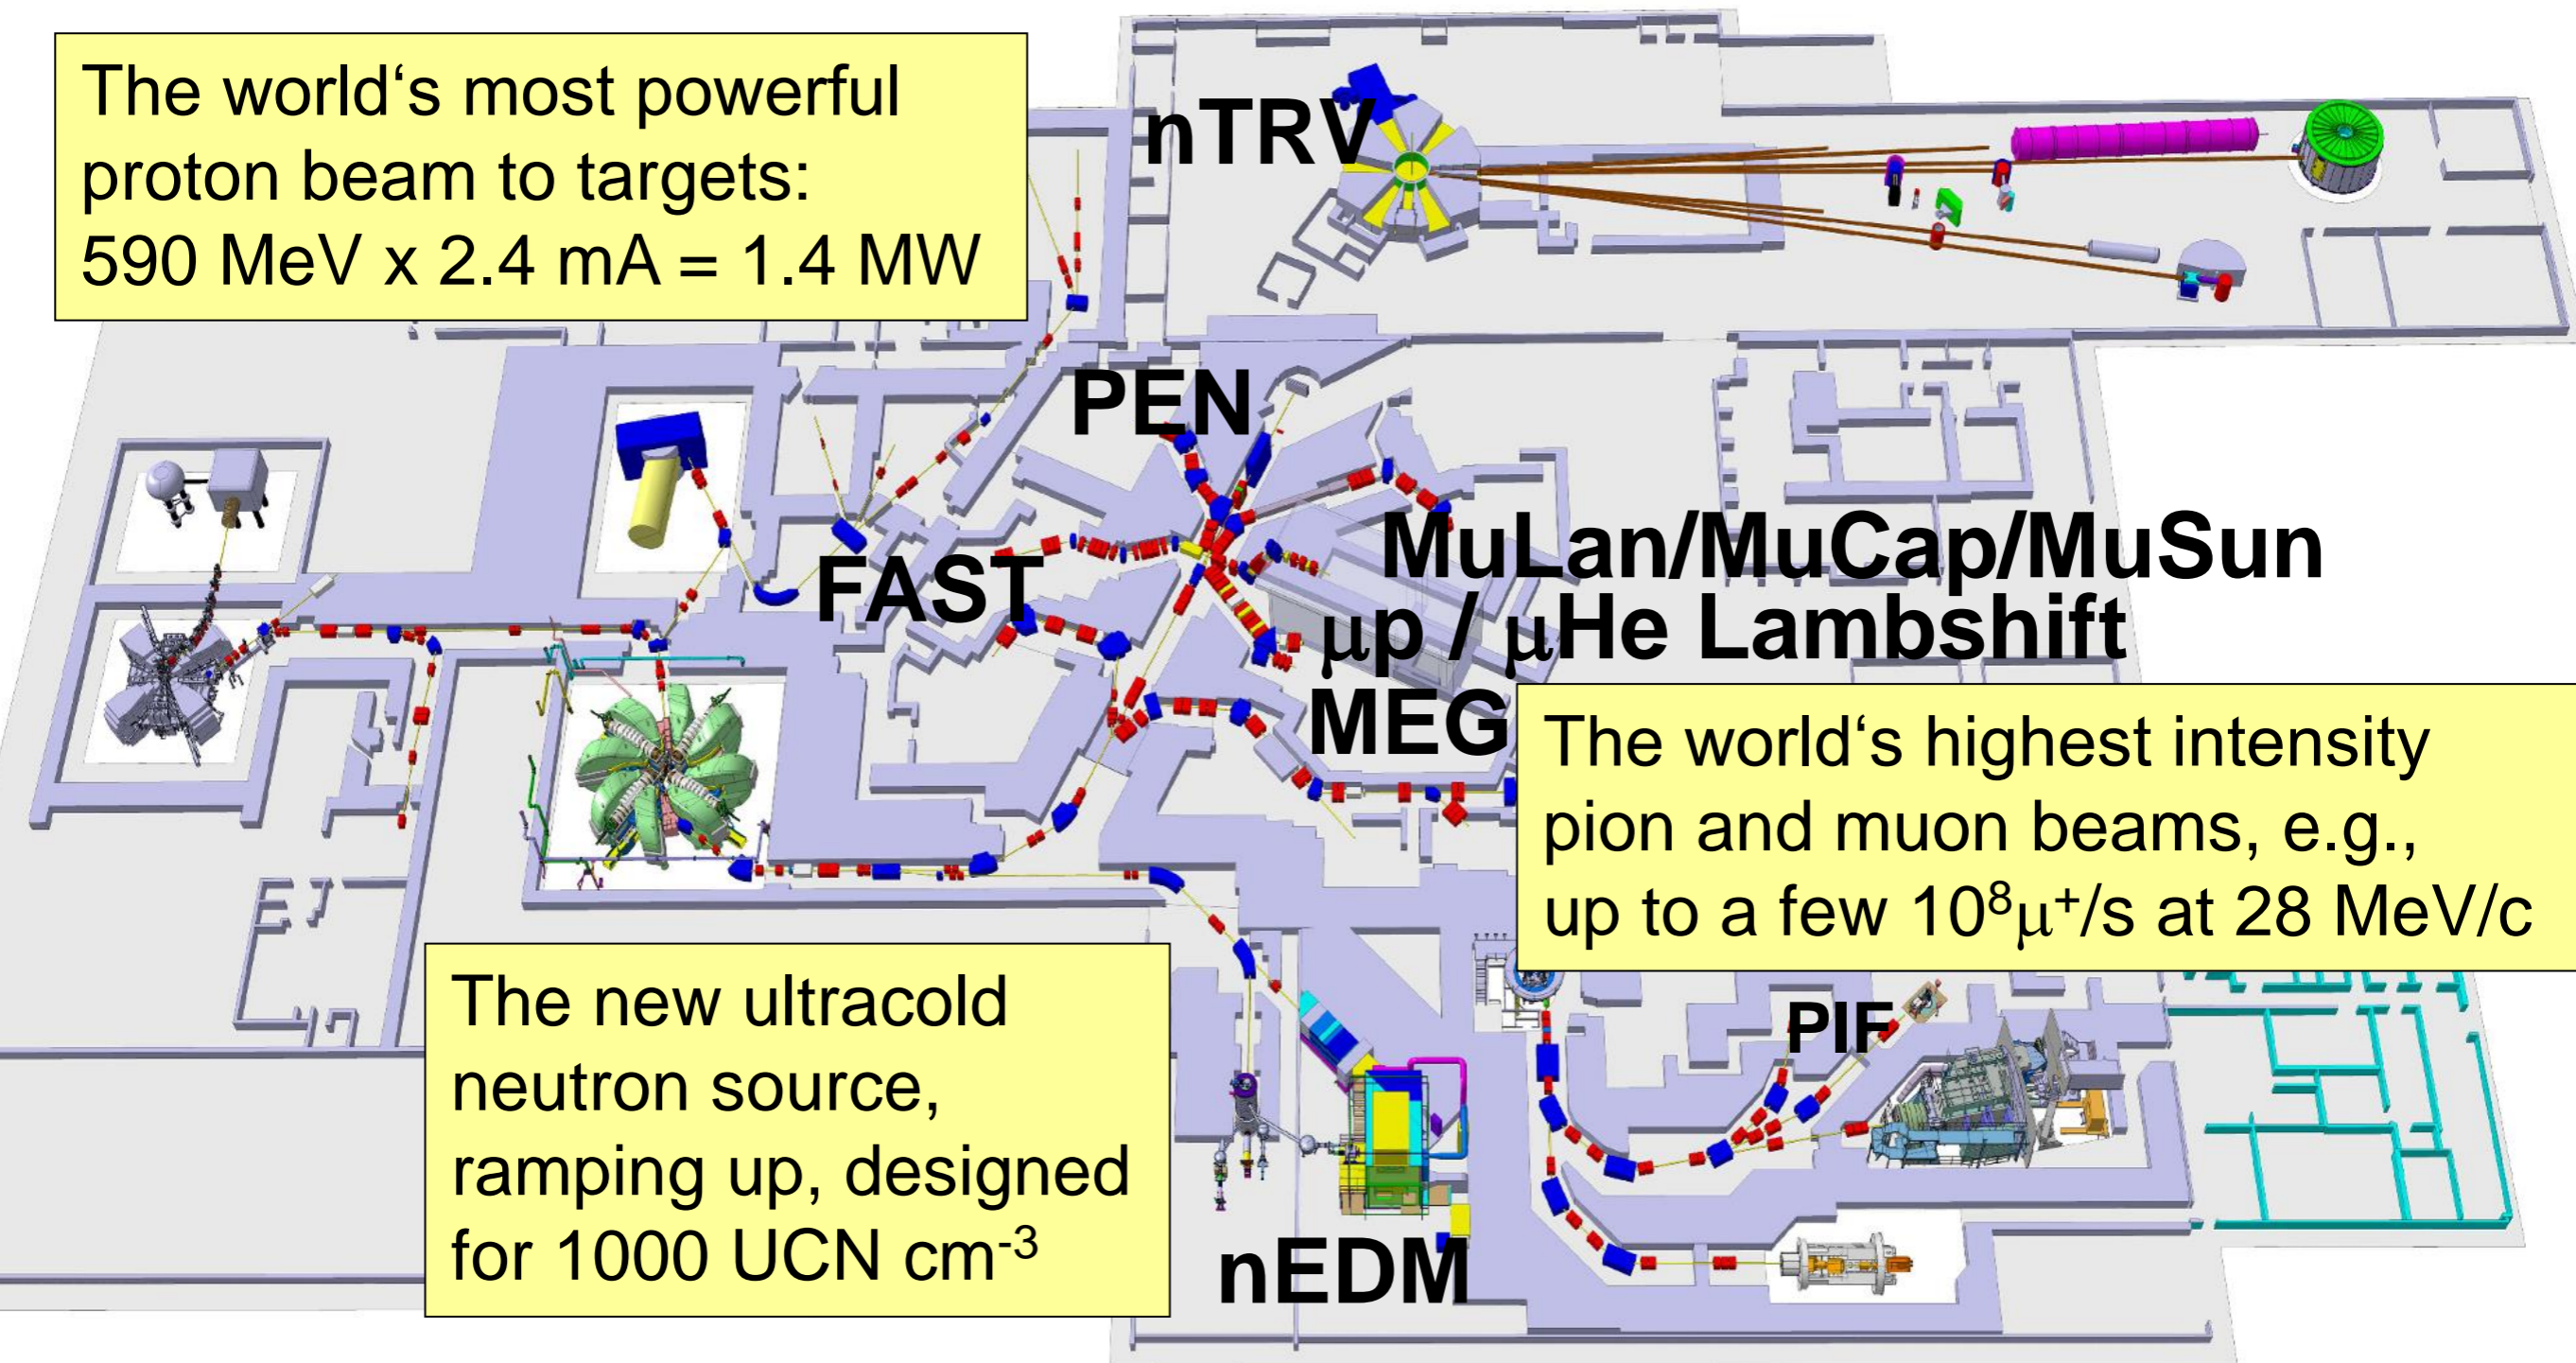 The world‘s most powerful
proton beam to targets:
590 MeV x 2.4 mA = 1.4 MW
nTRV
PEN
FAST
MuLan/MuCap/MuSun
μp / μHe Lambshift
MEG
The world‘s highest intensity
pion and muon beams, e.g.,
up to a few 10⁸μ⁺/s at 28 MeV/c
The new ultracold
neutron source,
ramping up, designed
for 1000 UCN cm⁻³
PIF
nEDM